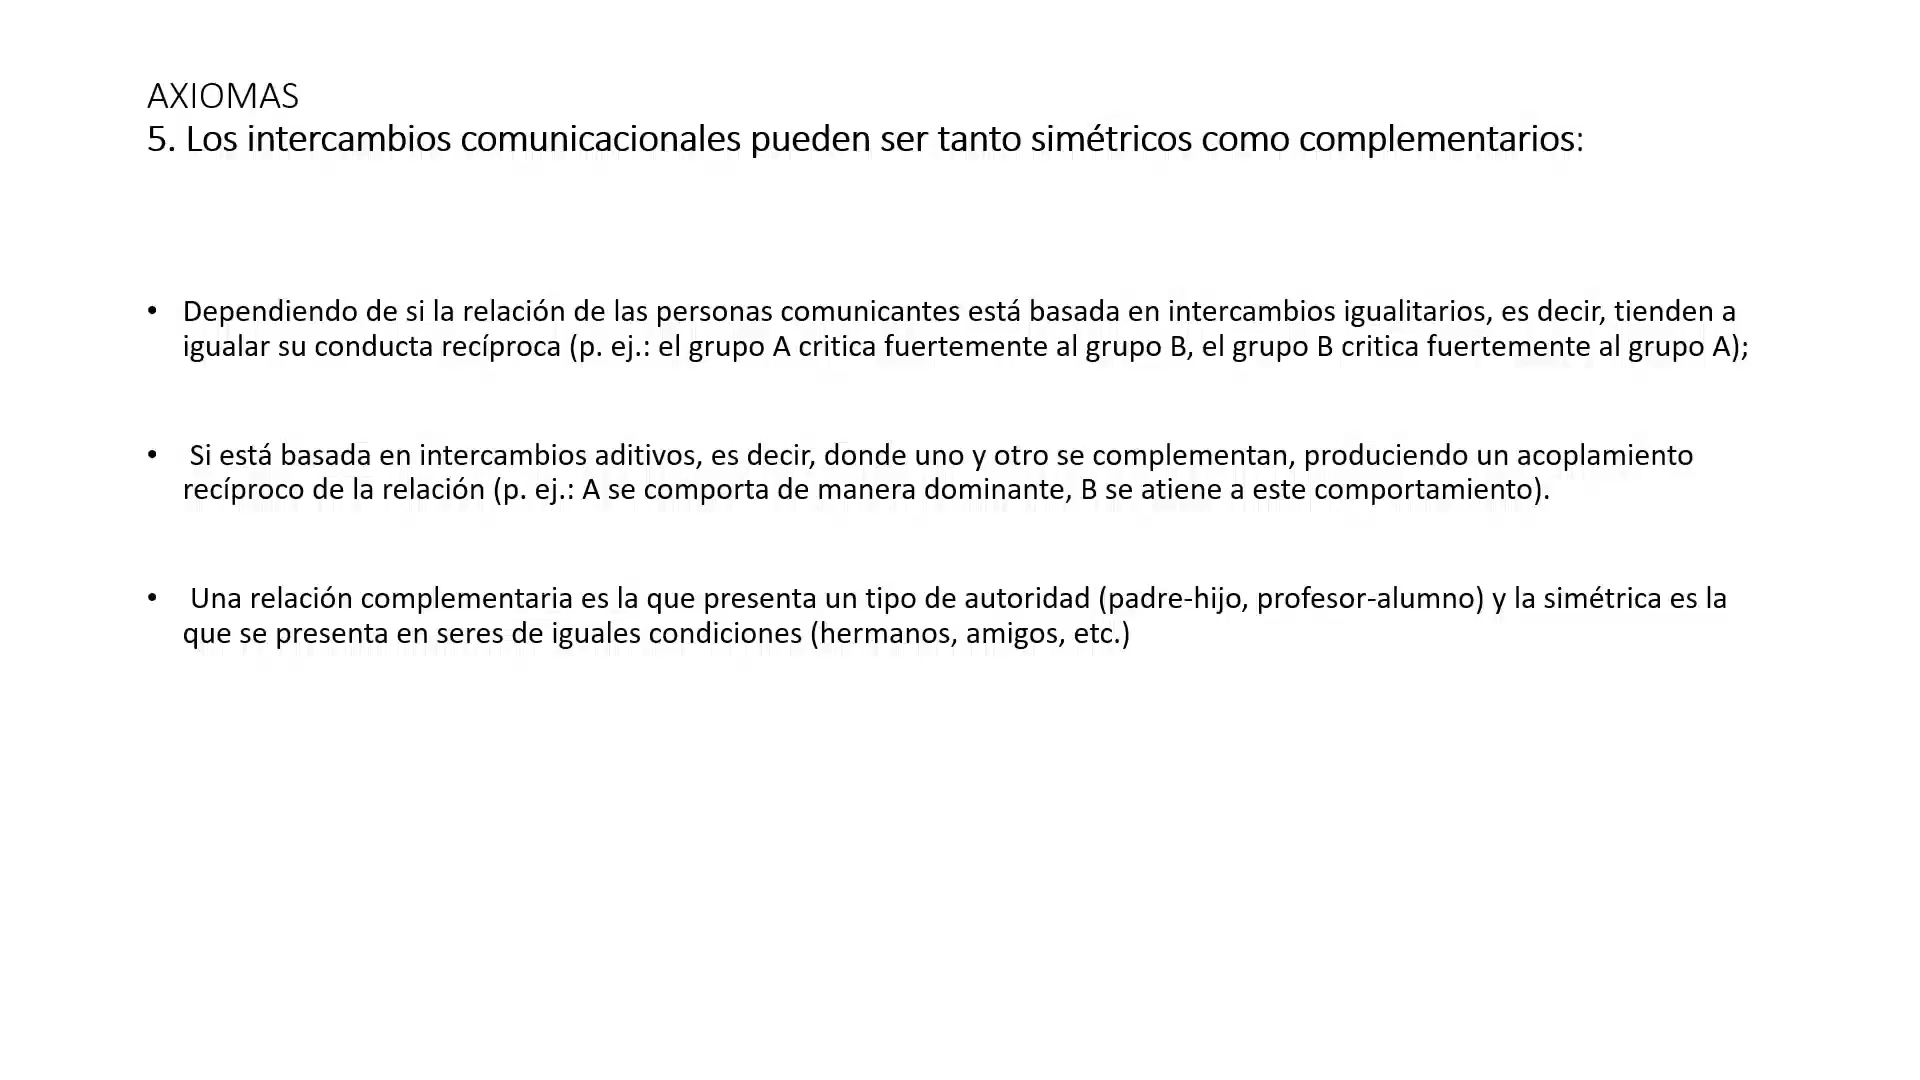 AXIOMAS
5. Los intercambios comunicacionales pueden ser tanto simétricos como complementarios:
• Dependiendo de si la relación de las personas comunicantes está basada en intercambios igualitarios, es decir, tienden a
igualar su conducta recíproca (p. ej.: el grupo A critica fuertemente al grupo B, el grupo B critica fuertemente al grupo A);
• Si está basada en intercambios aditivos, es decir, donde uno y otro se complementan, produciendo un acoplamiento
recíproco de la relación (p. ej.: A se comporta de manera dominante, B se atiene a este comportamiento).
• Una relación complementaria es la que presenta un tipo de autoridad (padre-hijo, profesor-alumno) y la simétrica es la
que se presenta en seres de iguales condiciones (hermanos, amigos, etc.)